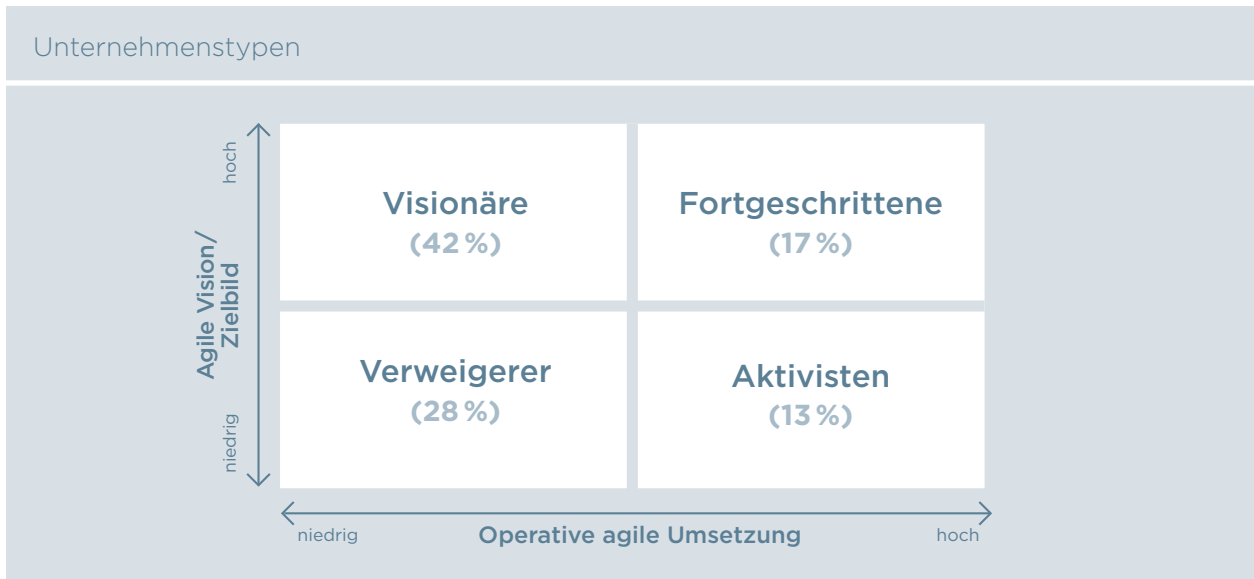 Unternehmenstypen
hoch
Agile Vision/
Zielbild
niedrig
Visionäre
(42 %)
Fortgeschrittene
(17 %)
Verweigerer
(28 %)
Aktivisten
(13 %)
niedrig
Operative agile Umsetzung
hoch